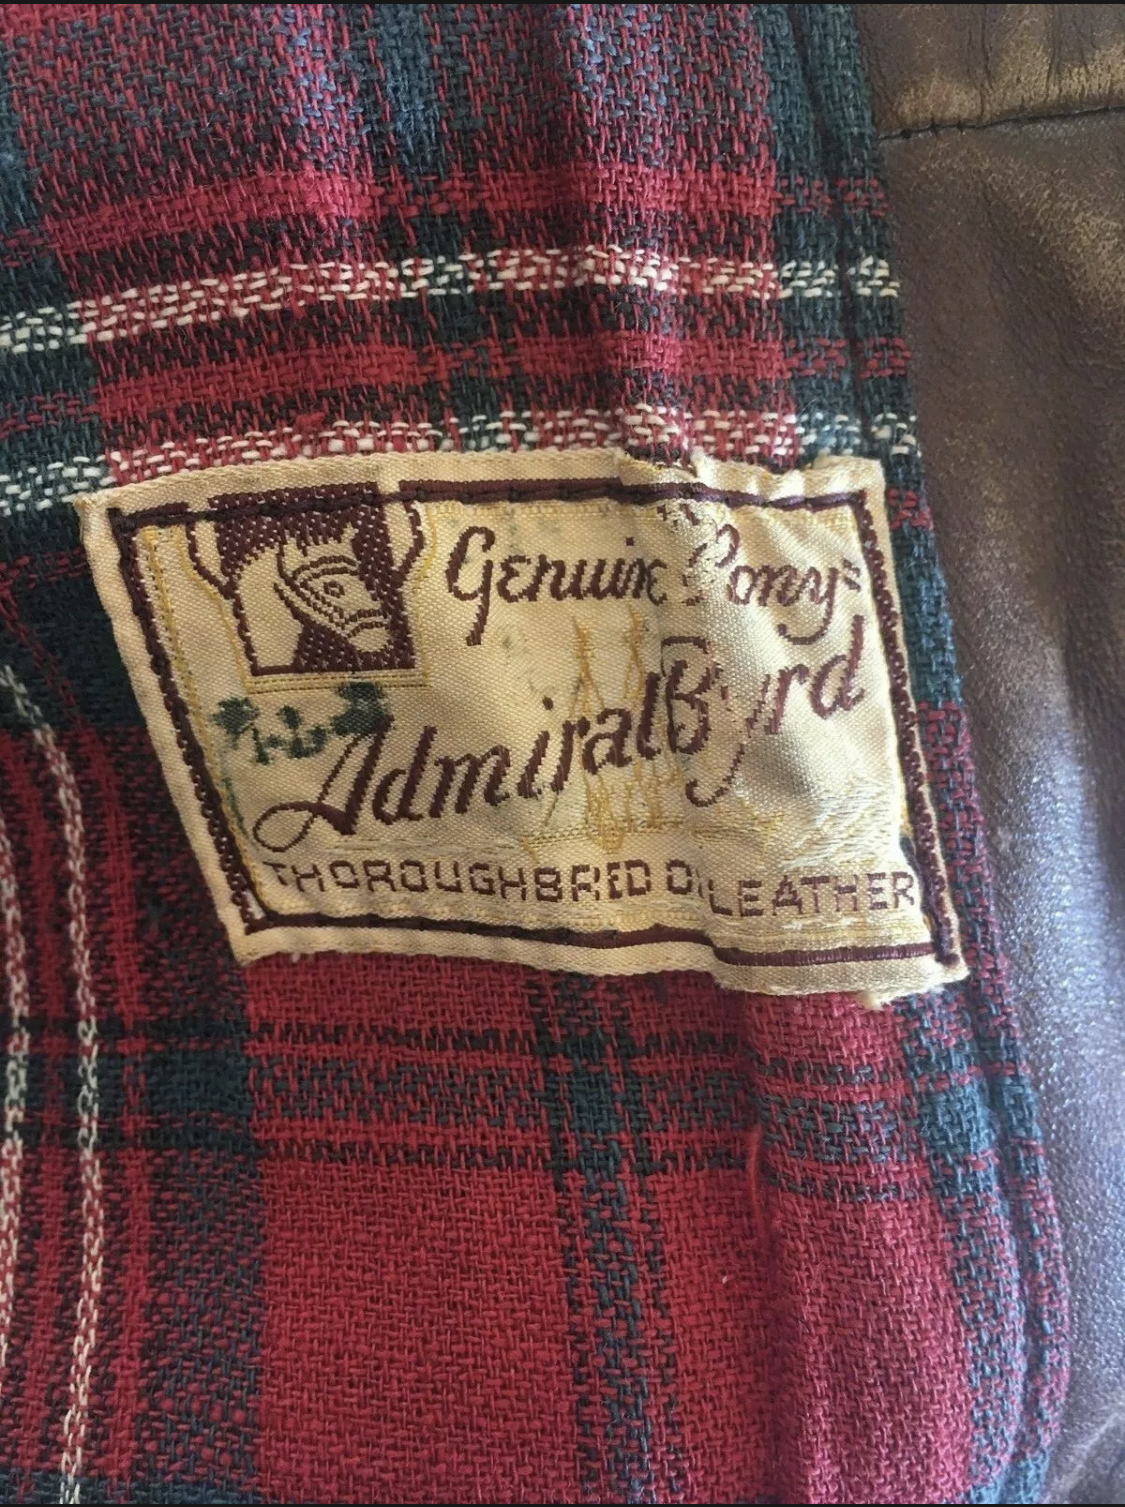 Genuine Pony
Admiral Byrd
THOROUGHBRED OF LEATHER